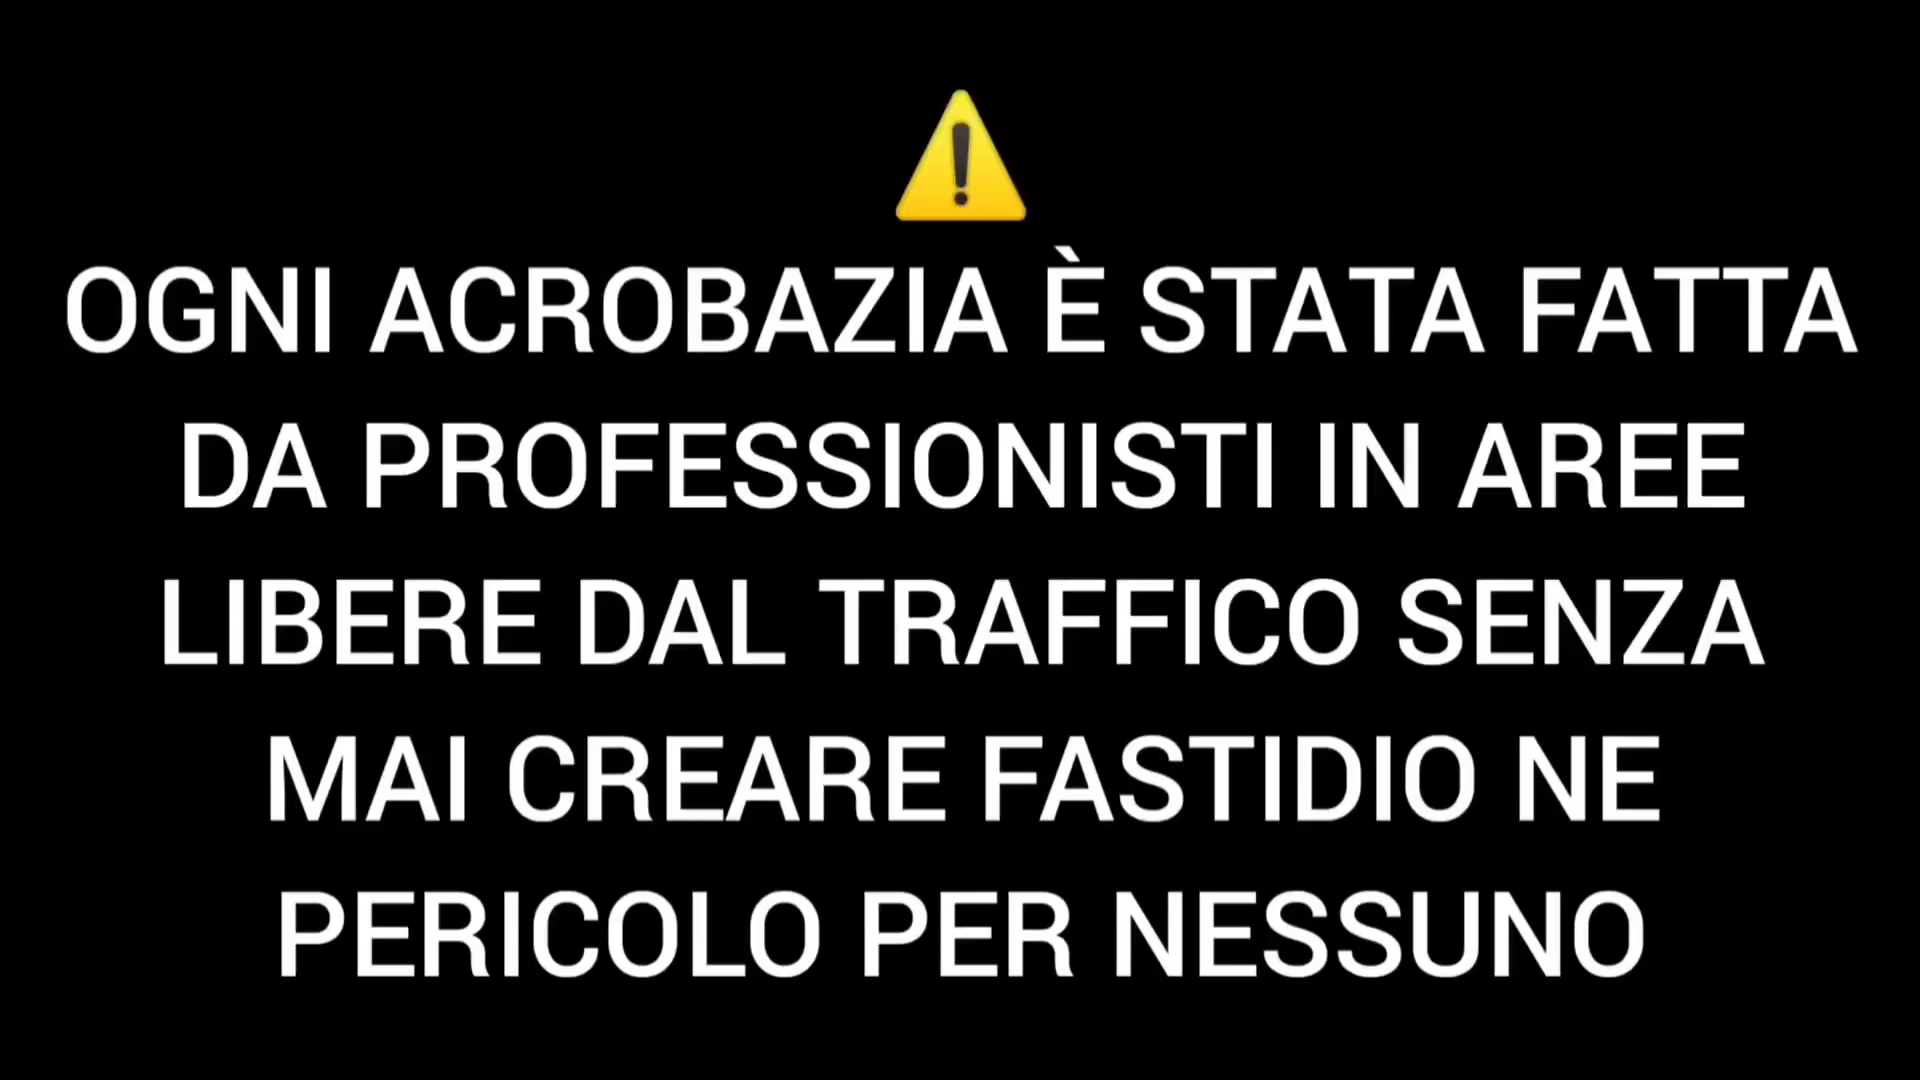 OGNI ACROBAZIA È STATA FATTA
DA PROFESSIONISTI IN AREE
LIBERE DAL TRAFFICO SENZA
MAI CREARE FASTIDIO NE
PERICOLO PER NESSUNO